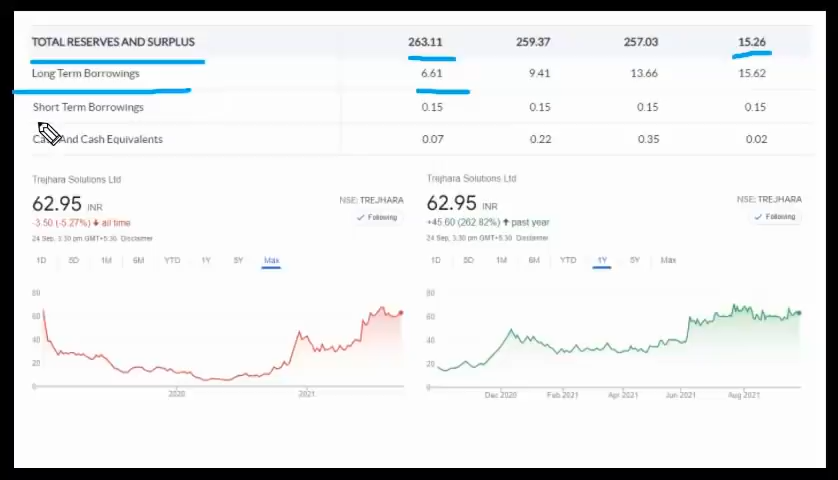 TOTAL RESERVES AND SURPLUS 263.11 259.37 257.03 15.26
Long Term Borrowings 6.61 9.41 13.66 15.62
Short Term Borrowings 0.15 0.15 0.15 0.15
And Cash Equivalents 0.07 0.22 0.35 0.02
Trejhara Solutions Ltd
62.95 INR
NSE: TREJHARA
-3.50 (-5.27%) all time
Following
24 Sep, 3:30 pm GMT+5:30 Disclaimer
1D 5D 1M 6M YTD 1Y 5Y Max
80
60
40
20
0
2020 2021
Trejhara Solutions Ltd
62.95 INR
NSE: TREJHARA
+45.60 (262.82%) past year
Following
24 Sep, 3:30 pm GMT+5:30 Disclaimer
1D 5D 1M 6M YTD 1Y 5Y Max
80
60
40
20
0
Dec 2020 Feb 2021 Apr 2021 Jun 2021 Aug 2021